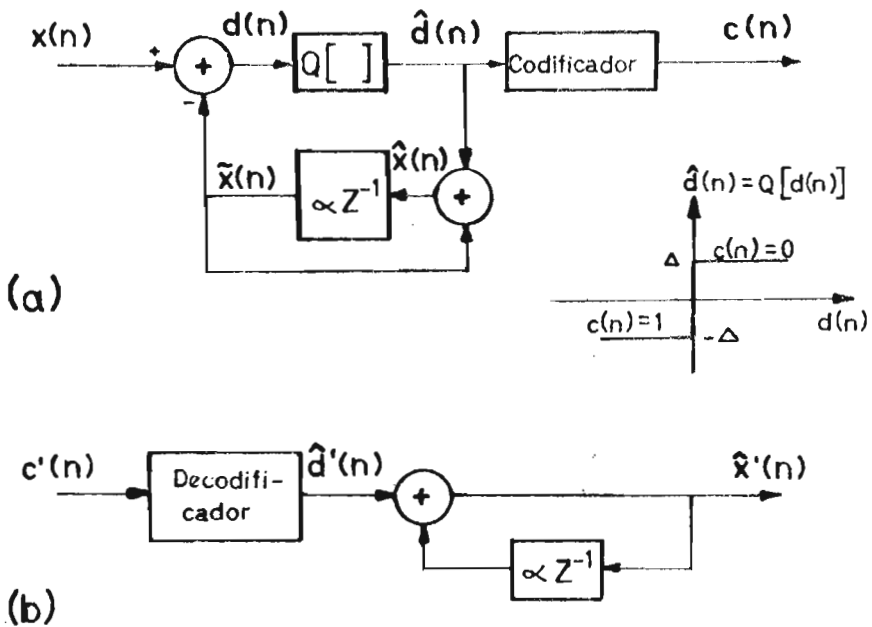 x(n)
+
+
-
d(n)
Q[ ]
d̂(n)
Codificador
c(n)
x̃(n)
∝ Z⁻¹
x̂(n)
+
(a)
d̂(n) = Q[d(n)]
Δ
c(n) = 0
c(n) = 1
-Δ
d(n)
c'(n)
Decodifi-
cador
d̂'(n)
+
x̂'(n)
∝ Z⁻¹
(b)